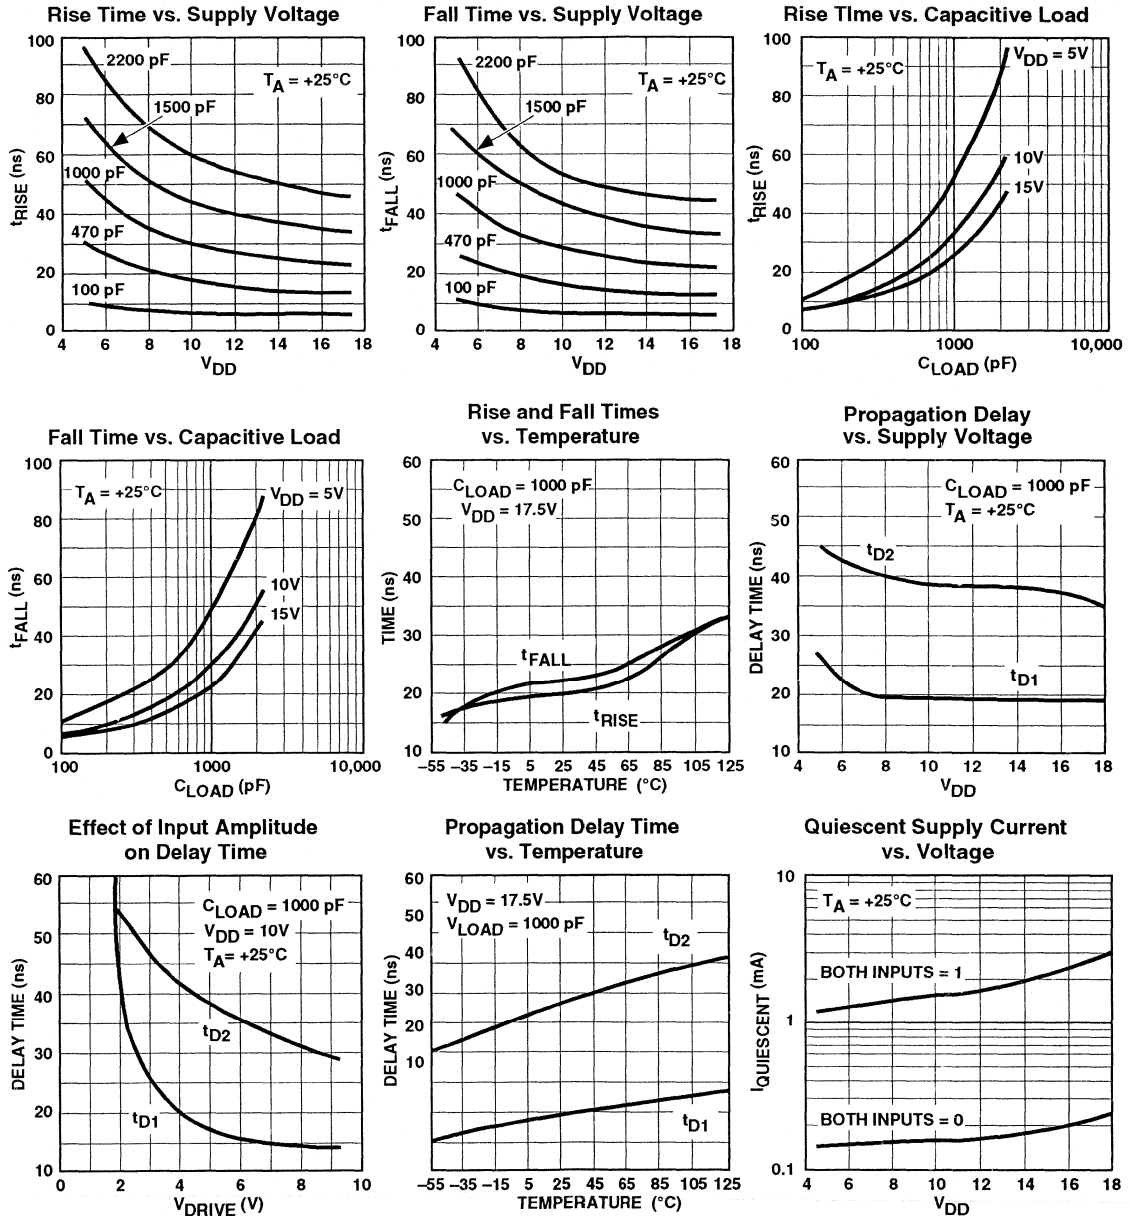 Rise Time vs. Supply Voltage
100
80
60
40
20
0
tRISE (ns)
2200 pF
TA = +25°C
1500 pF
1000 pF
470 pF
100 pF
4 6 8 10 12 14 16 18
VDD
Fall Time vs. Supply Voltage
100
80
60
40
20
0
tFALL (ns)
2200 pF
TA = +25°C
1500 pF
1000 pF
470 pF
100 pF
4 6 8 10 12 14 16 18
VDD
Rise TIme vs. Capacitive Load
100
80
60
40
20
0
tRISE (ns)
TA = +25°C
VDD = 5V
10V
15V
100 1000 10,000
CLOAD (pF)
Fall Time vs. Capacitive Load
100
80
60
40
20
0
tFALL (ns)
TA = +25°C
VDD = 5V
10V
15V
100 1000 10,000
CLOAD (pF)
Rise and Fall Times
vs. Temperature
60
50
40
30
20
10
TIME (ns)
CLOAD = 1000 pF
VDD = 17.5V
tFALL
tRISE
–55 –35 –15 5 25 45 65 85 105 125
TEMPERATURE (°C)
Propagation Delay
vs. Supply Voltage
60
50
40
30
20
10
DELAY TIME (ns)
CLOAD = 1000 pF
TA = +25°C
tD2
tD1
4 6 8 10 12 14 16 18
VDD
Effect of Input Amplitude
on Delay Time
60
50
40
30
20
10
DELAY TIME (ns)
CLOAD = 1000 pF
VDD = 10V
TA= +25°C
tD2
tD1
0 2 4 6 8 10
VDRIVE (V)
Propagation Delay Time
vs. Temperature
60
50
40
30
20
10
DELAY TIME (ns)
VDD = 17.5V
VLOAD = 1000 pF
tD2
tD1
–55 –35 –15 5 25 45 65 85 105 125
TEMPERATURE (°C)
Quiescent Supply Current
vs. Voltage
10
1
0.1
IQUIESCENT (mA)
TA = +25°C
BOTH INPUTS = 1
BOTH INPUTS = 0
4 6 8 10 12 14 16 18
VDD